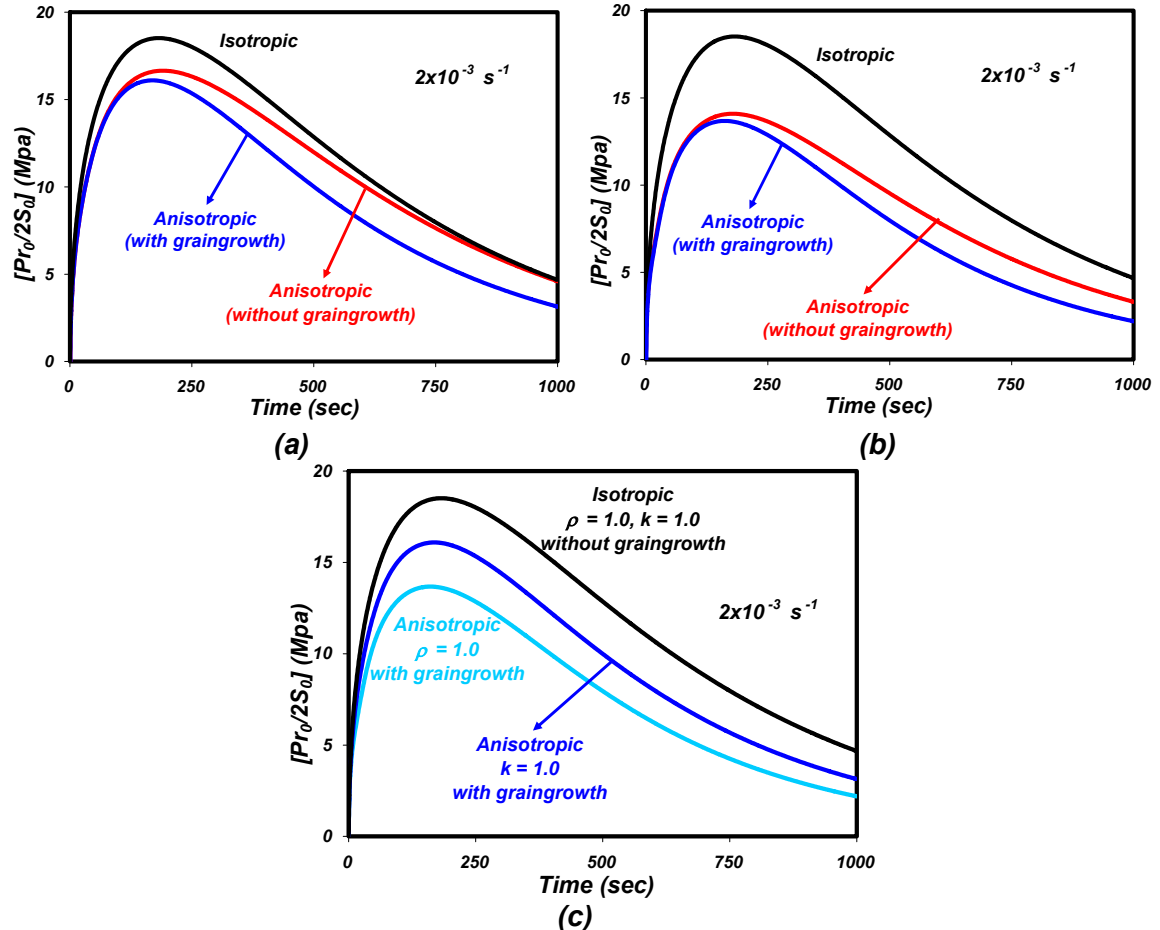 20
15
10
5
0
[Pr0/2S0] (Mpa)
Isotropic
2x10^-3 s^-1
Anisotropic
(with graingrowth)
Anisotropic
(without graingrowth)
0 250 500 750 1000
Time (sec)
(a)
20
15
10
5
0
[Pr0/2S0] (Mpa)
Isotropic
2x10^-3 s^-1
Anisotropic
(with graingrowth)
Anisotropic
(without graingrowth)
0 250 500 750 1000
Time (sec)
(b)
20
15
10
5
0
[Pr0/2S0] (Mpa)
Isotropic
ρ = 1.0, k = 1.0
without graingrowth
2x10^-3 s^-1
Anisotropic
ρ = 1.0
with graingrowth
Anisotropic
k = 1.0
with graingrowth
0 250 500 750 1000
Time (sec)
(c)